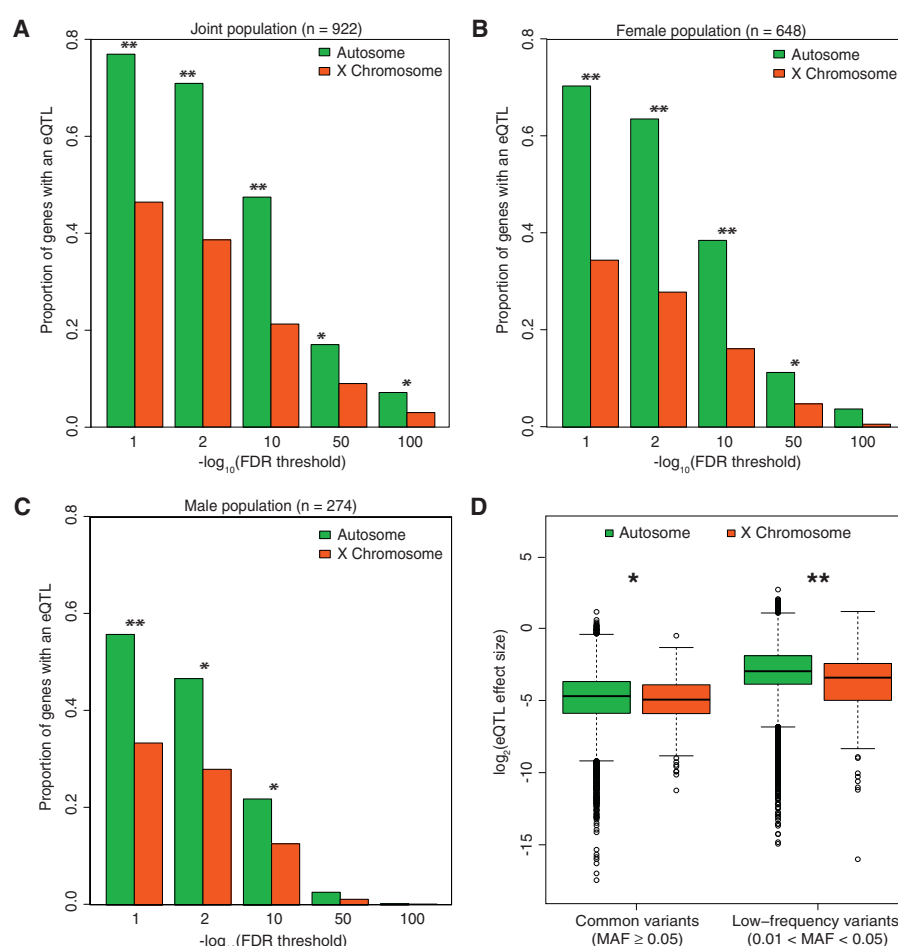 A
Joint population (n = 922)
Autosome
X Chromosome
Proportion of genes with an eQTL
0.0
0.2
0.4
0.6
0.8
**
**
**
*
*
1
2
10
50
100
-log10(FDR threshold)
B
Female population (n = 648)
Autosome
X Chromosome
Proportion of genes with an eQTL
0.0
0.2
0.4
0.6
0.8
**
**
**
*
1
2
10
50
100
-log10(FDR threshold)
C
Male population (n = 274)
Autosome
X Chromosome
Proportion of genes with an eQTL
0.0
0.2
0.4
0.6
0.8
**
*
*
1
2
10
50
100
(FDR threshold)
D
Autosome
X Chromosome
log2(eQTL effect size)
5
0
-5
-10
-15
*
**
Common variants
(MAF ≥ 0.05)
Low–frequency variants
(0.01 < MAF < 0.05)